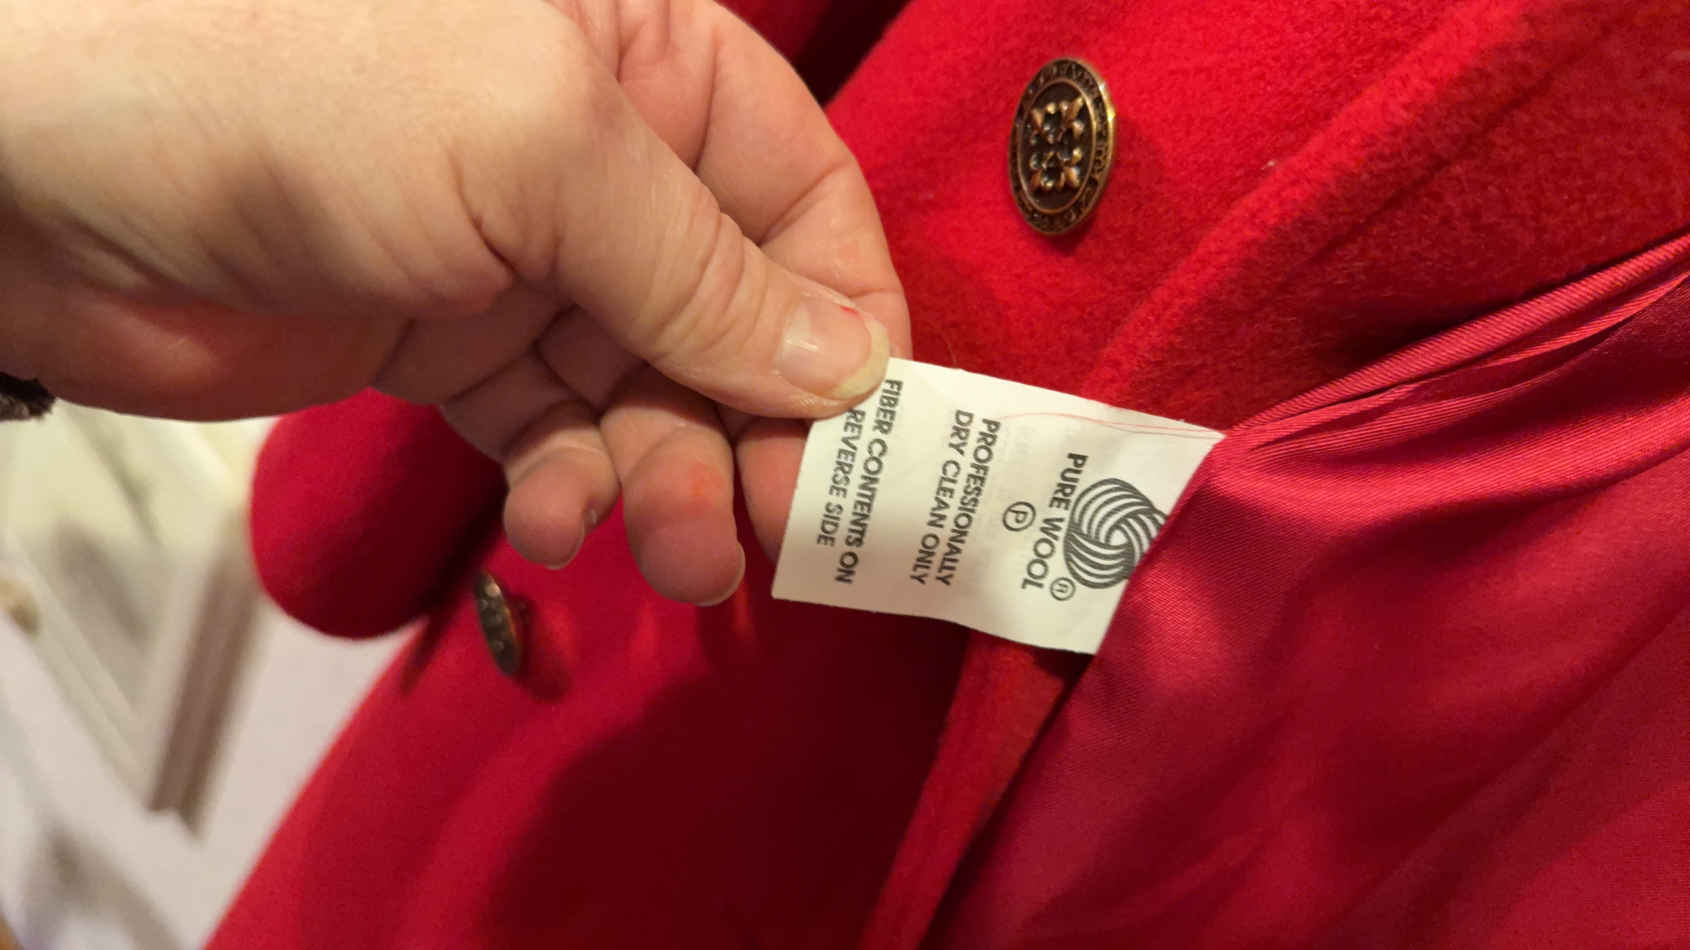 PURE WOOL
®
Ⓟ
PROFESSIONALLY
DRY CLEAN ONLY
FIBER CONTENTS ON
REVERSE SIDE